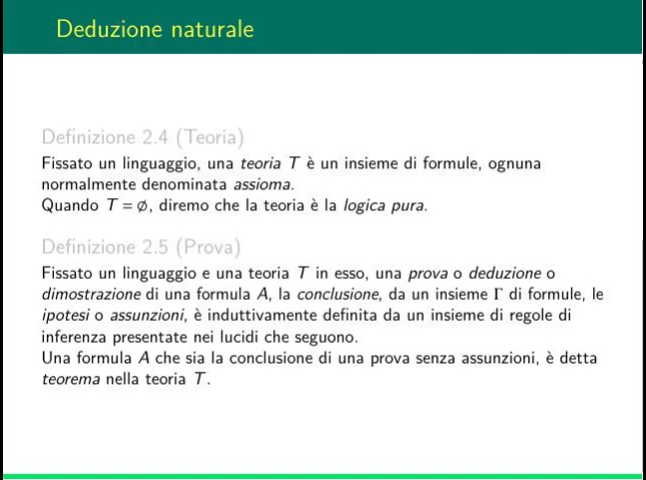 Deduzione naturale
Definizione 2.4 (Teoria)
Fissato un linguaggio, una teoria T è un insieme di formule, ognuna
normalmente denominata assioma.
Quando T = ∅, diremo che la teoria è la logica pura.
Definizione 2.5 (Prova)
Fissato un linguaggio e una teoria T in esso, una prova o deduzione o
dimostrazione di una formula A, la conclusione, da un insieme Γ di formule, le
ipotesi o assunzioni, è induttivamente definita da un insieme di regole di
inferenza presentate nei lucidi che seguono.
Una formula A che sia la conclusione di una prova senza assunzioni, è detta
teorema nella teoria T.